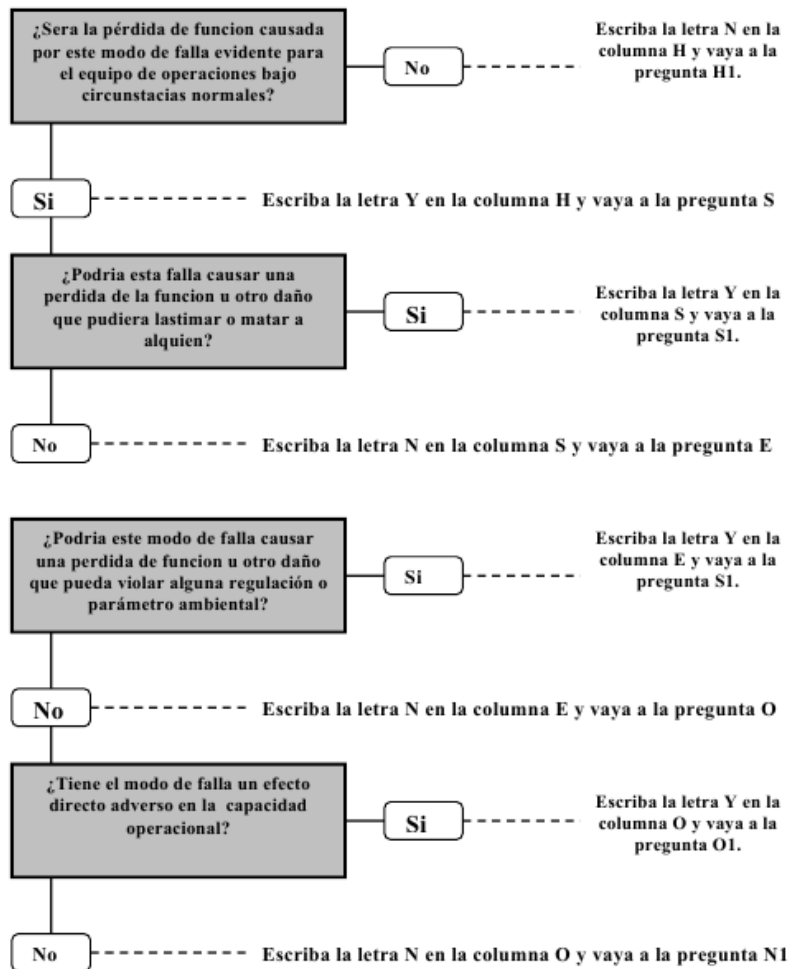 ¿Sera la pérdida de funcion causada
por este modo de falla evidente para
el equipo de operaciones bajo
circunstacias normales?
No
Escriba la letra N en la
columna H y vaya a la
pregunta H1.
Si
Escriba la letra Y en la columna H y vaya a la pregunta S
¿Podria esta falla causar una
perdida de la funcion u otro daño
que pudiera lastimar o matar a
alquien?
Si
Escriba la letra Y en la
columna S y vaya a la
pregunta S1.
No
Escriba la letra N en la columna S y vaya a la pregunta E
¿Podria este modo de falla causar
una perdida de funcion u otro daño
que pueda violar alguna regulación o
parámetro ambiental?
Si
Escriba la letra Y en la
columna E y vaya a la
pregunta S1.
No
Escriba la letra N en la columna E y vaya a la pregunta O
¿Tiene el modo de falla un efecto
directo adverso en la capacidad
operacional?
Si
Escriba la letra Y en la
columna O y vaya a la
pregunta O1.
No
Escriba la letra N en la columna O y vaya a la pregunta N1